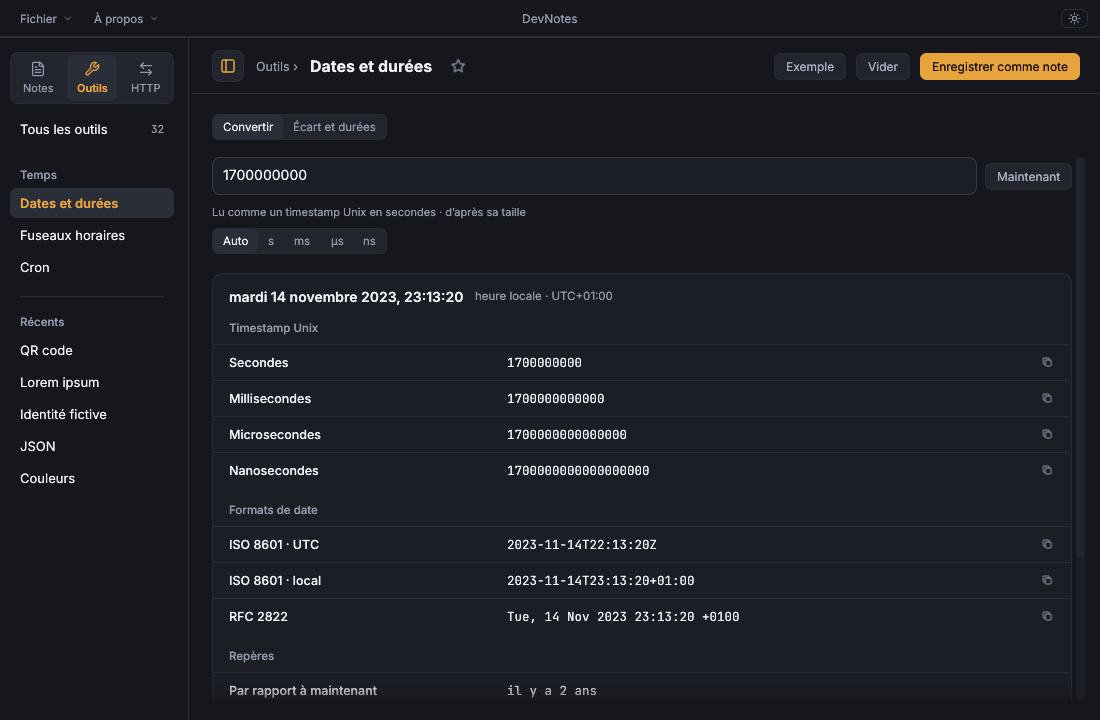 Fichier
À propos
DevNotes
Notes
Outils
HTTP
Tous les outils 32
Temps
Dates et durées
Fuseaux horaires
Cron
Récents
QR code
Lorem ipsum
Identité fictive
JSON
Couleurs
Outils › Dates et durées
Exemple
Vider
Enregistrer comme note
Convertir
Écart et durées
1700000000
Maintenant
Lu comme un timestamp Unix en secondes · d’après sa taille
Auto s ms µs ns
mardi 14 novembre 2023, 23:13:20 heure locale · UTC+01:00
Timestamp Unix
Secondes 1700000000
Millisecondes 1700000000000
Microsecondes 1700000000000000
Nanosecondes 1700000000000000000
Formats de date
ISO 8601 · UTC 2023-11-14T22:13:20Z
ISO 8601 · local 2023-11-14T23:13:20+01:00
RFC 2822 Tue, 14 Nov 2023 23:13:20 +0100
Repères
Par rapport à maintenant il y a 2 ans